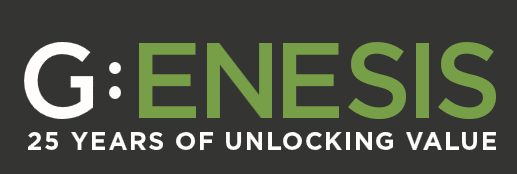 G:ENESIS
25 YEARS OF UNLOCKING VALUE